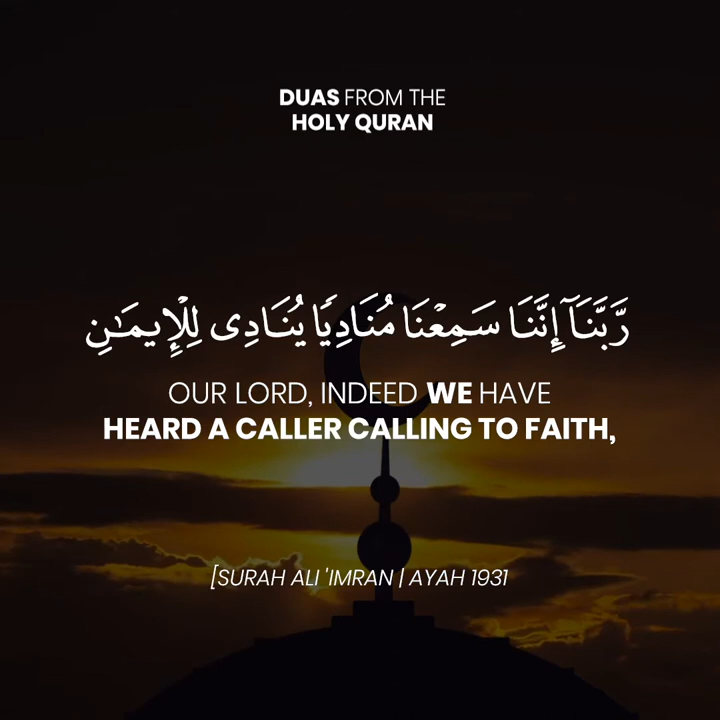 DUAS FROM THE
HOLY QURAN
رَّبَّنَآ إِنَّنَا سَمِعْنَا مُنَادِيًا يُنَادِى لِلْإِيمَـٰنِ
OUR LORD, INDEED WE HAVE
HEARD A CALLER CALLING TO FAITH,
[SURAH ALI 'IMRAN | AYAH 193]